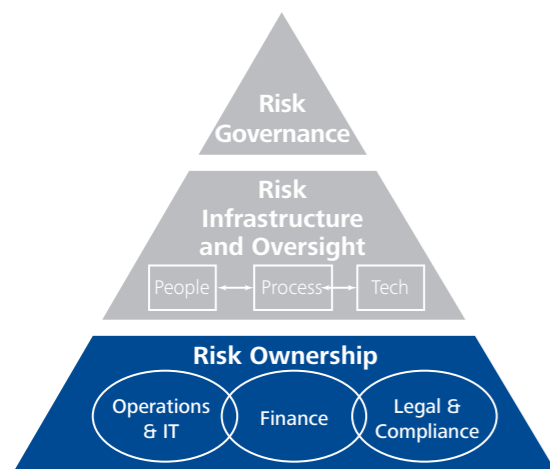 Risk
Governance
Risk
Infrastructure
and Oversight
People Process Tech
Risk Ownership
Operations
& IT
Finance
Legal &
Compliance